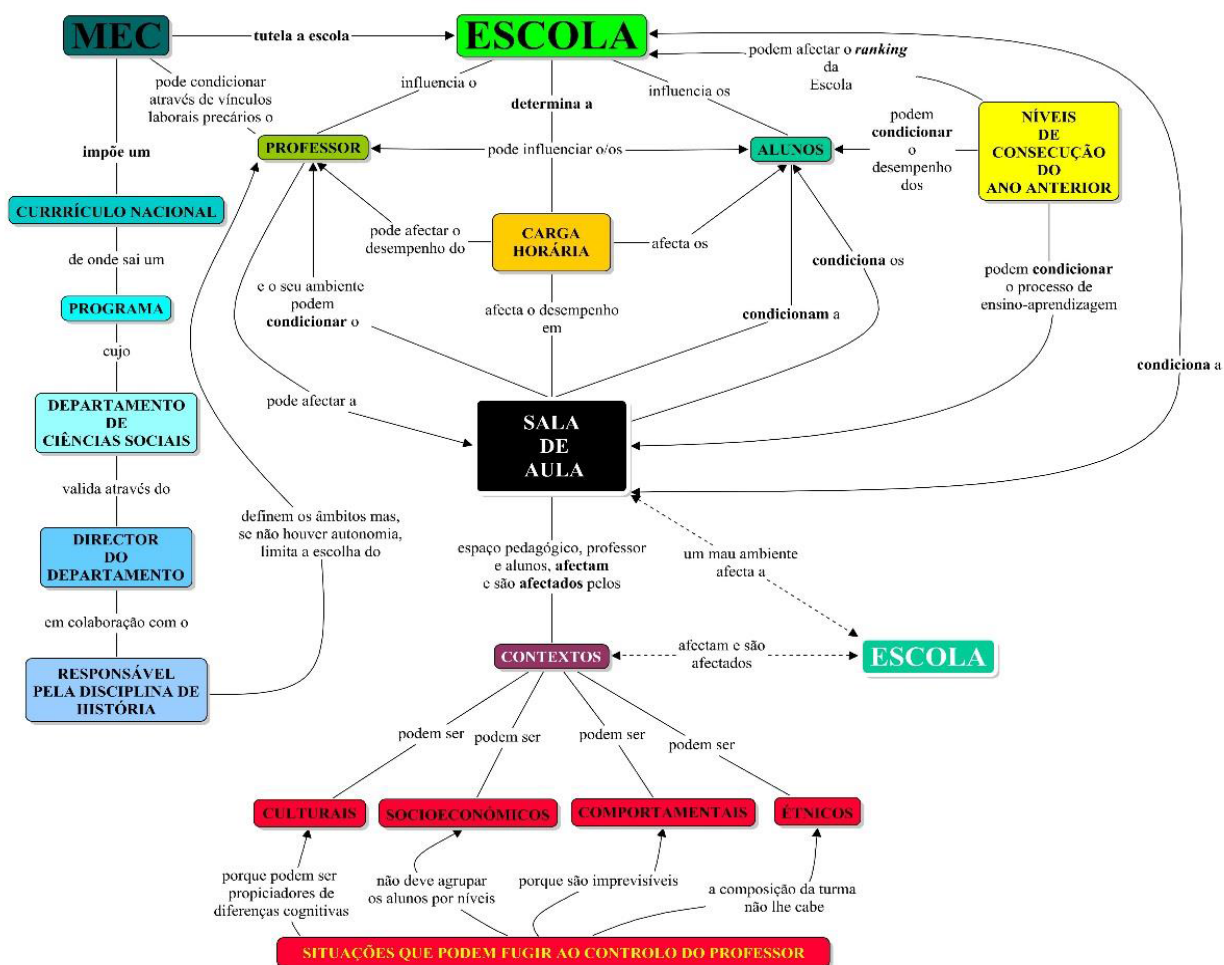 MEC
tutela a escola
ESCOLA
podem afectar o ranking
da
Escola
pode condicionar
através de vínculos
laborais precários o
influencia o
determina a
influencia os
impõe um
PROFESSOR
pode influenciar o/os
ALUNOS
podem
condicionar
o
desempenho
dos
NÍVEIS
DE
CONSECUÇÃO
DO
ANO ANTERIOR
CURRRÍCULO NACIONAL
pode afectar o
desempenho do
CARGA
HORÁRIA
afecta os
de onde sai um
condiciona os
podem condicionar
o processo de
ensino-aprendizagem
PROGRAMA
e o seu ambiente
podem
condicionar o
afecta o desempenho
em
condicionam a
cujo
condiciona a
DEPARTAMENTO
DE
CIÊNCIAS SOCIAIS
pode afectar a
SALA
DE
AULA
valida através do
definem os âmbitos mas,
se não houver autonomia,
limita a escolha do
DIRECTOR
DO
DEPARTAMENTO
espaço pedagógico, professor
e alunos, afectam
e são afectados pelos
um mau ambiente
afecta a
em colaboração com o
CONTEXTOS
afectam e são
afectados
ESCOLA
RESPONSÁVEL
PELA DISCIPLINA DE
HISTÓRIA
podem ser
podem ser
podem ser
podem ser
CULTURAIS
SOCIOECONÓMICOS
COMPORTAMENTAIS
ÉTNICOS
porque podem ser
propiciadores de
diferenças cognitivas
não deve agrupar
os alunos por níveis
porque são imprevisíveis
a composição da turma
não lhe cabe
SITUAÇÕES QUE PODEM FUGIR AO CONTROLO DO PROFESSOR